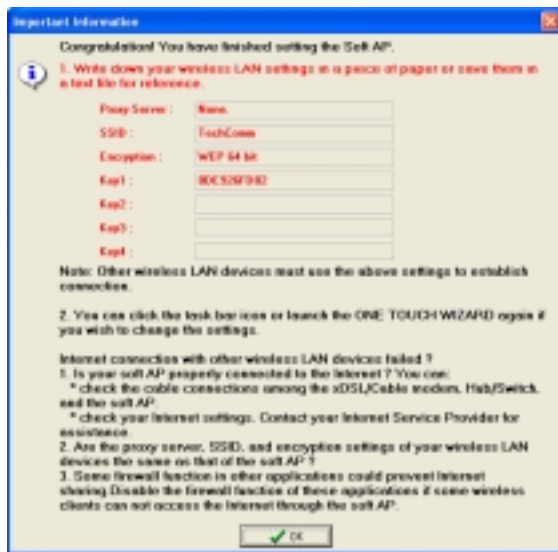 Important Information
Congratulation! You have finished setting the Soft AP.
1. Write down your wireless LAN settings in a piece of paper or save them in
a text file for reference.
Proxy Server : None.
SSID : TechComm
Encryption : WEP 64 bit
Key1 :
Key2 :
Key3 :
Key4 :
Note: Other wireless LAN devices must use the above settings to establish
connection.
2. You can click the task bar icon or launch the ONE TOUCH WIZARD again if
you wish to change the settings.
Internet connection with other wireless LAN devices failed ?
1. Is your soft AP properly connected to the Internet ? You can:
* check the cable connections among the xDSL/Cable modem, Hub/Switch,
and the soft AP.
* check your Internet settings. Contact your Internet Service Provider for
assistance.
2. Are the proxy server, SSID, and encryption settings of your wireless LAN
devices the same as that of the soft AP ?
3. Some firewall function in other applications could prevent Internet
sharing.Disable the firewall function of these applications if some wireless
clients can not access the Internet through the soft AP.
OK